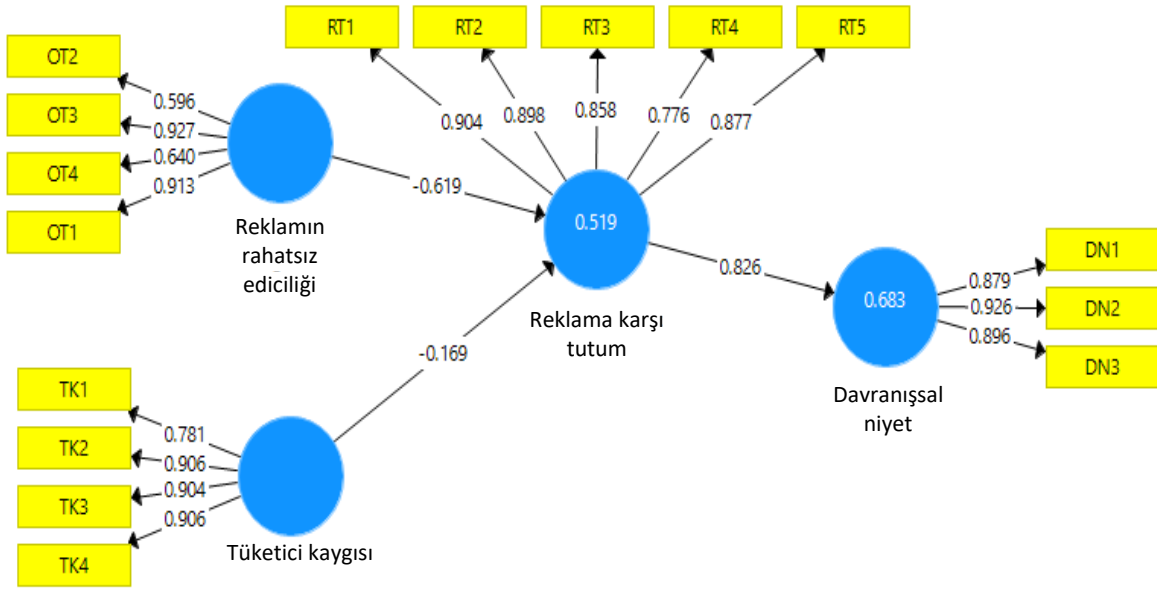 RT1
RT2
RT3
RT4
RT5
0.904
0.898
0.858
0.776
0.877
OT2
OT3
OT4
OT1
0.596
0.927
0.640
0.913
Reklamın
rahatsız
ediciliği
-0.619
0.519
Reklama karşı
tutum
-0.169
0.826
0.683
Davranışsal
niyet
0.879
0.926
0.896
DN1
DN2
DN3
TK1
TK2
TK3
TK4
0.781
0.906
0.904
0.906
Tüketici kaygısı